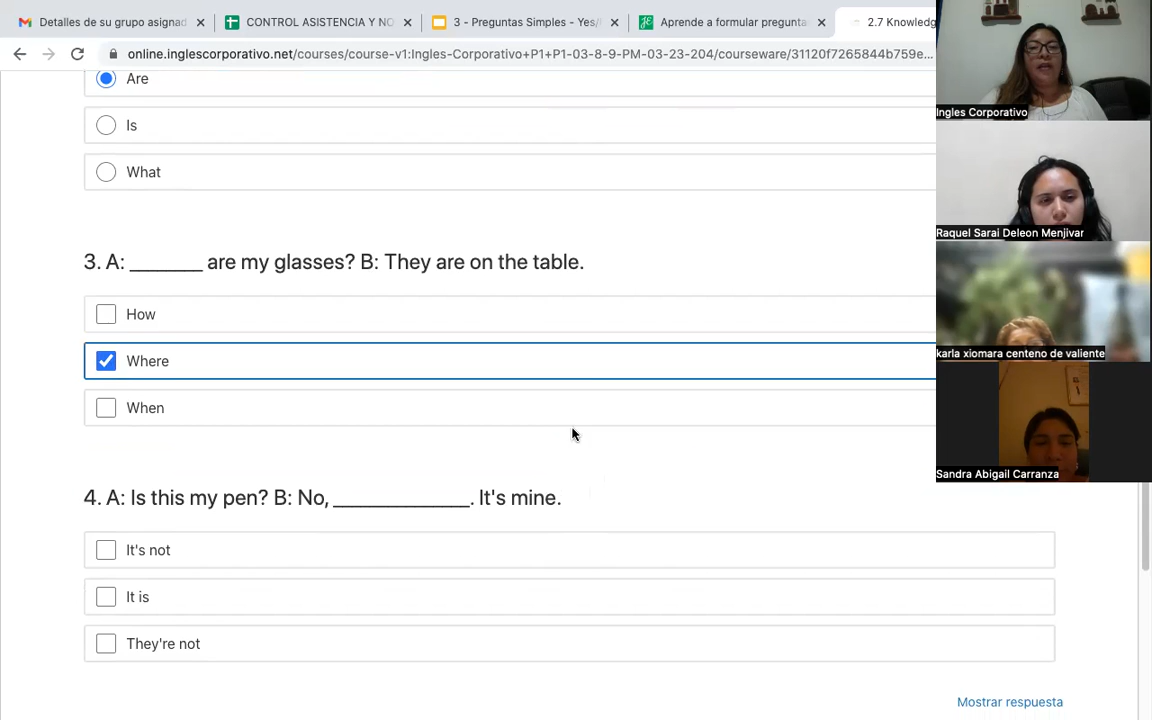 Detalles de su grupo asignad
CONTROL ASISTENCIA Y NO
3 - Preguntas Simples - Yes/
Aprende a formular pregunta
2.7 Knowledg
online.inglescorporativo.net/courses/course-v1:Ingles-Corporativo+P1+P1-03-8-9-PM-03-23-204/courseware/31120f7265844b759e...
Are
Is
What
3. A: ________ are my glasses? B: They are on the table.
How
Where
When
4. A: Is this my pen? B: No, _______________. It's mine.
It's not
It is
They're not
Mostrar respuesta
Ingles Corporativo
Raquel Sarai Deleon Menjivar
karla xiomara centeno de valiente
Sandra Abigail Carranza